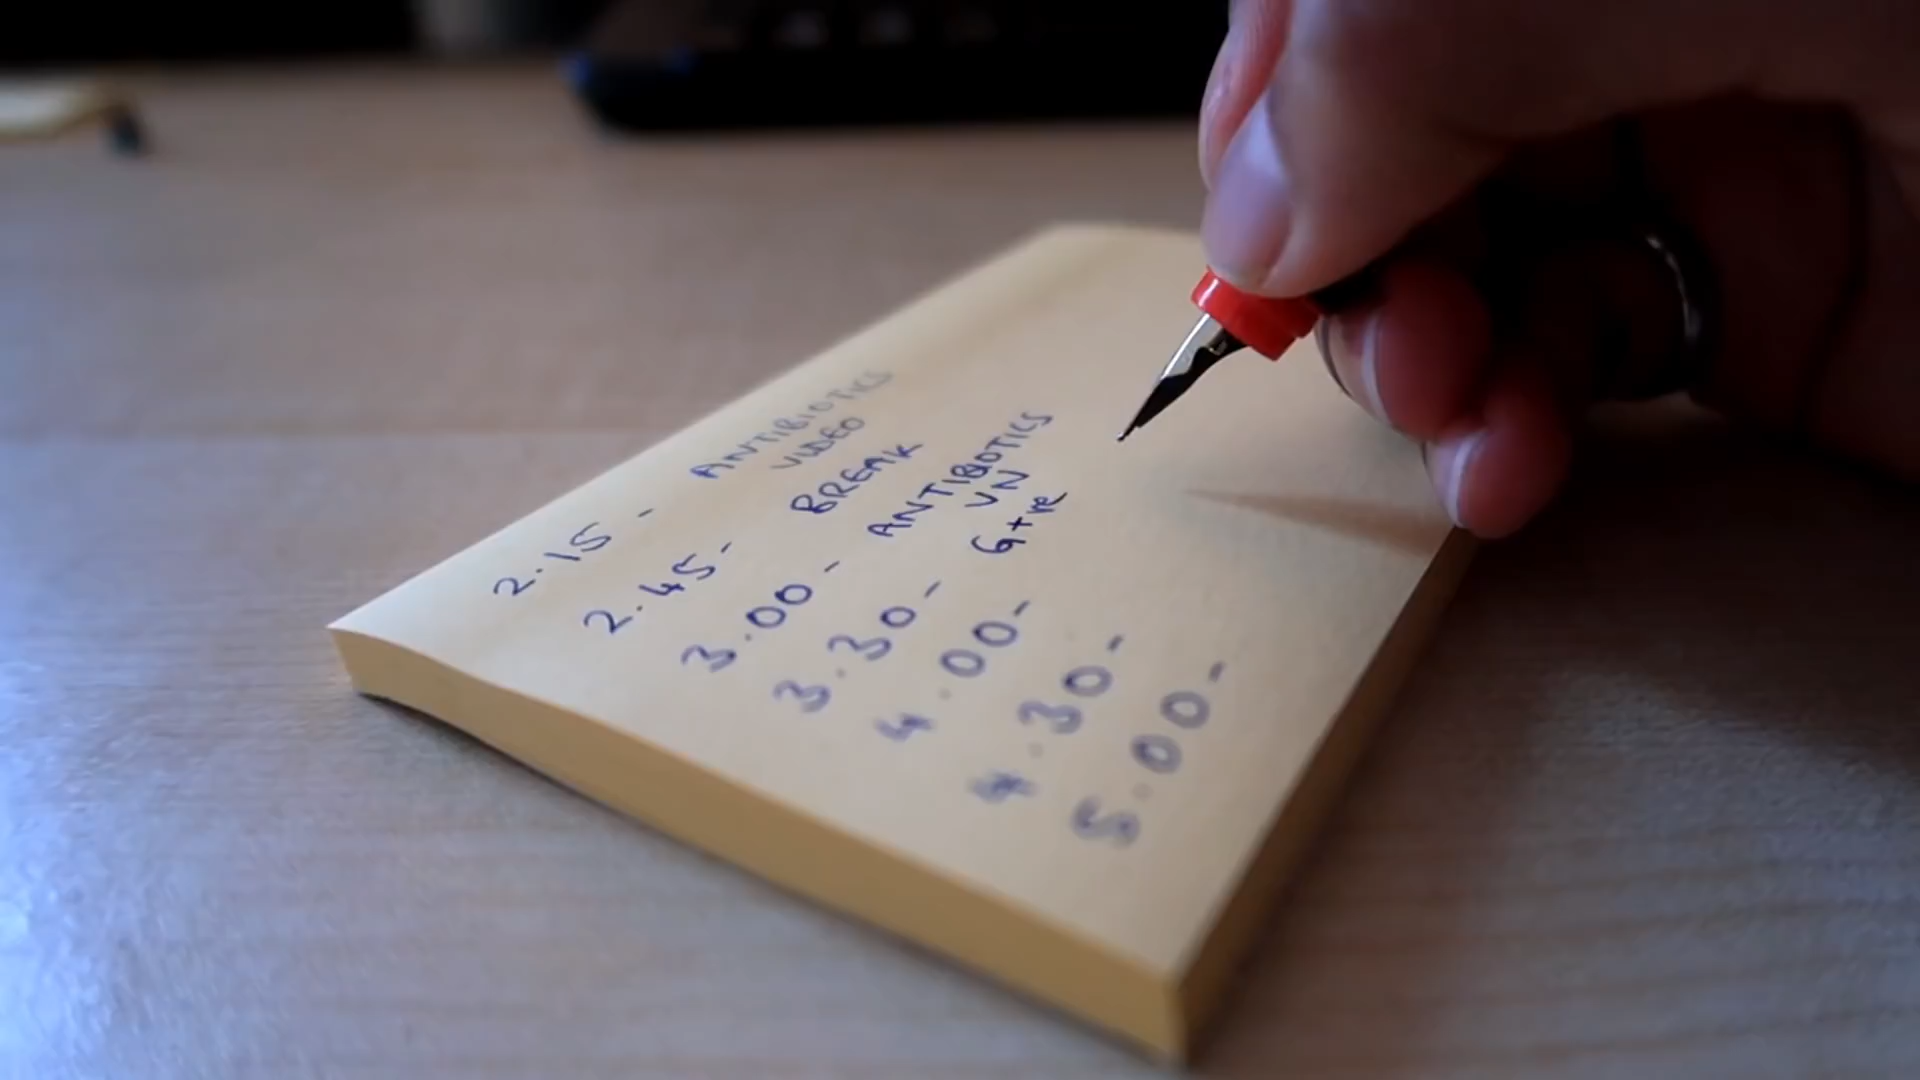 2.15 - ANTIBIOTICS
VIDEO
2.45 - BREAK
3.00 - ANTIBIOTICS
VN
3.30 - G+ve
4.00 -
4.30 -
5.00 -